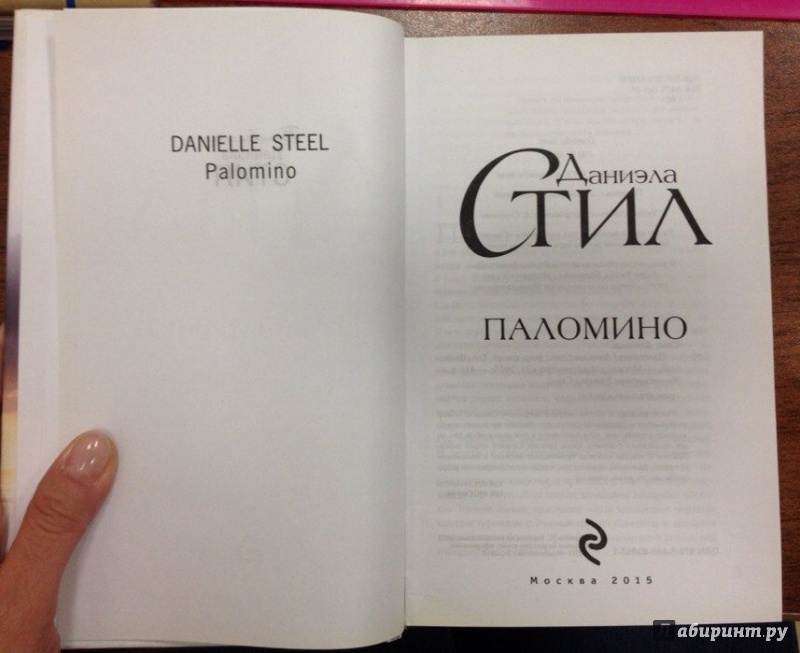 DANIELLE STEEL
Palomino
Даниэла
Стил
ПАЛОМИНО
Москва 2015
Лабиринт.ру